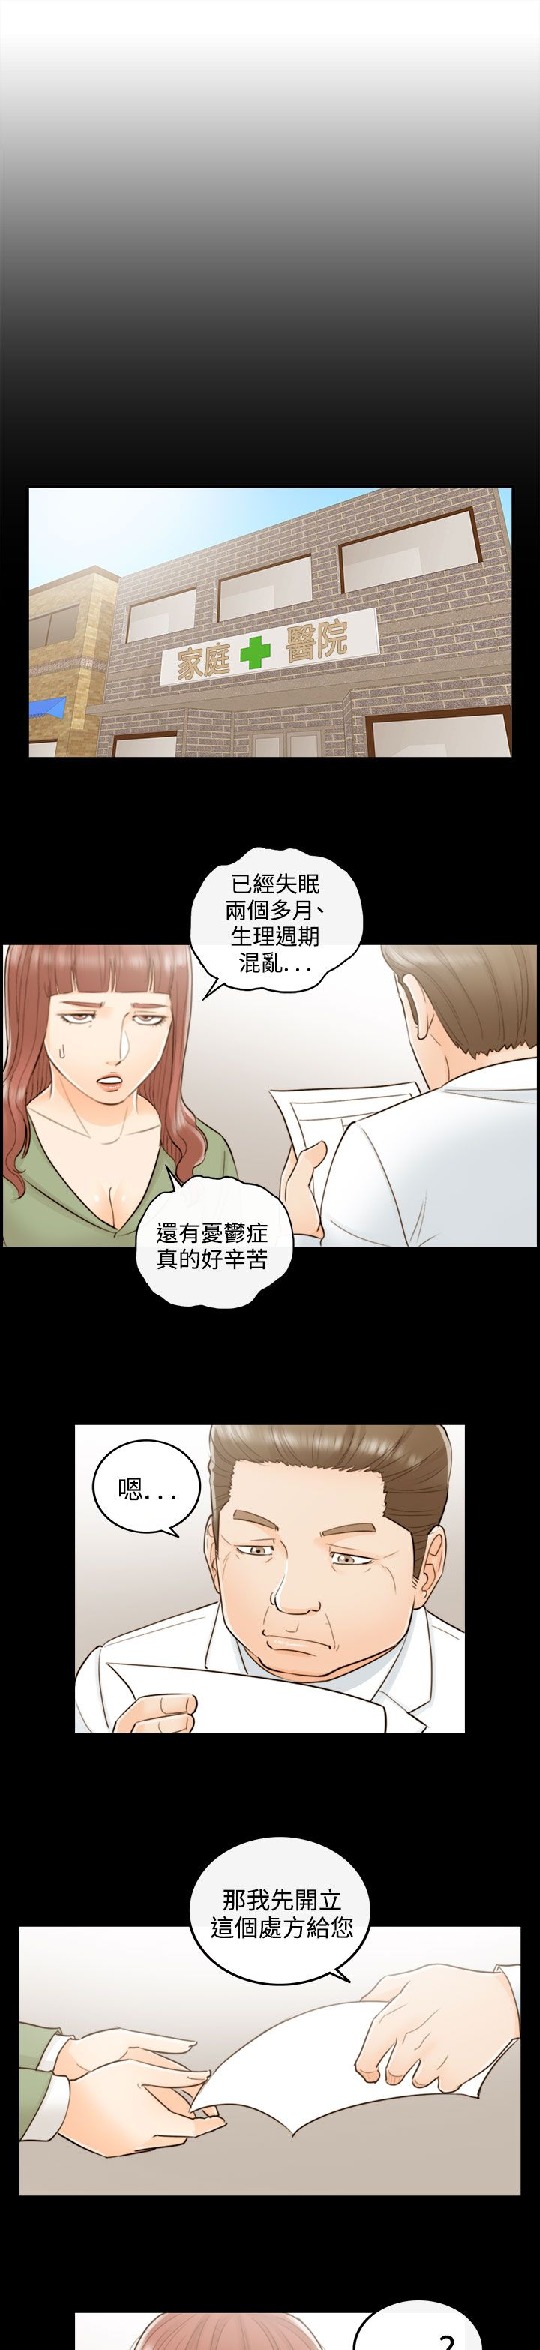 家庭 醫院
已經失眠
兩個多月、
生理週期
混亂...
還有憂鬱症
真的好辛苦
嗯...
那我先開立
這個處方給您
?